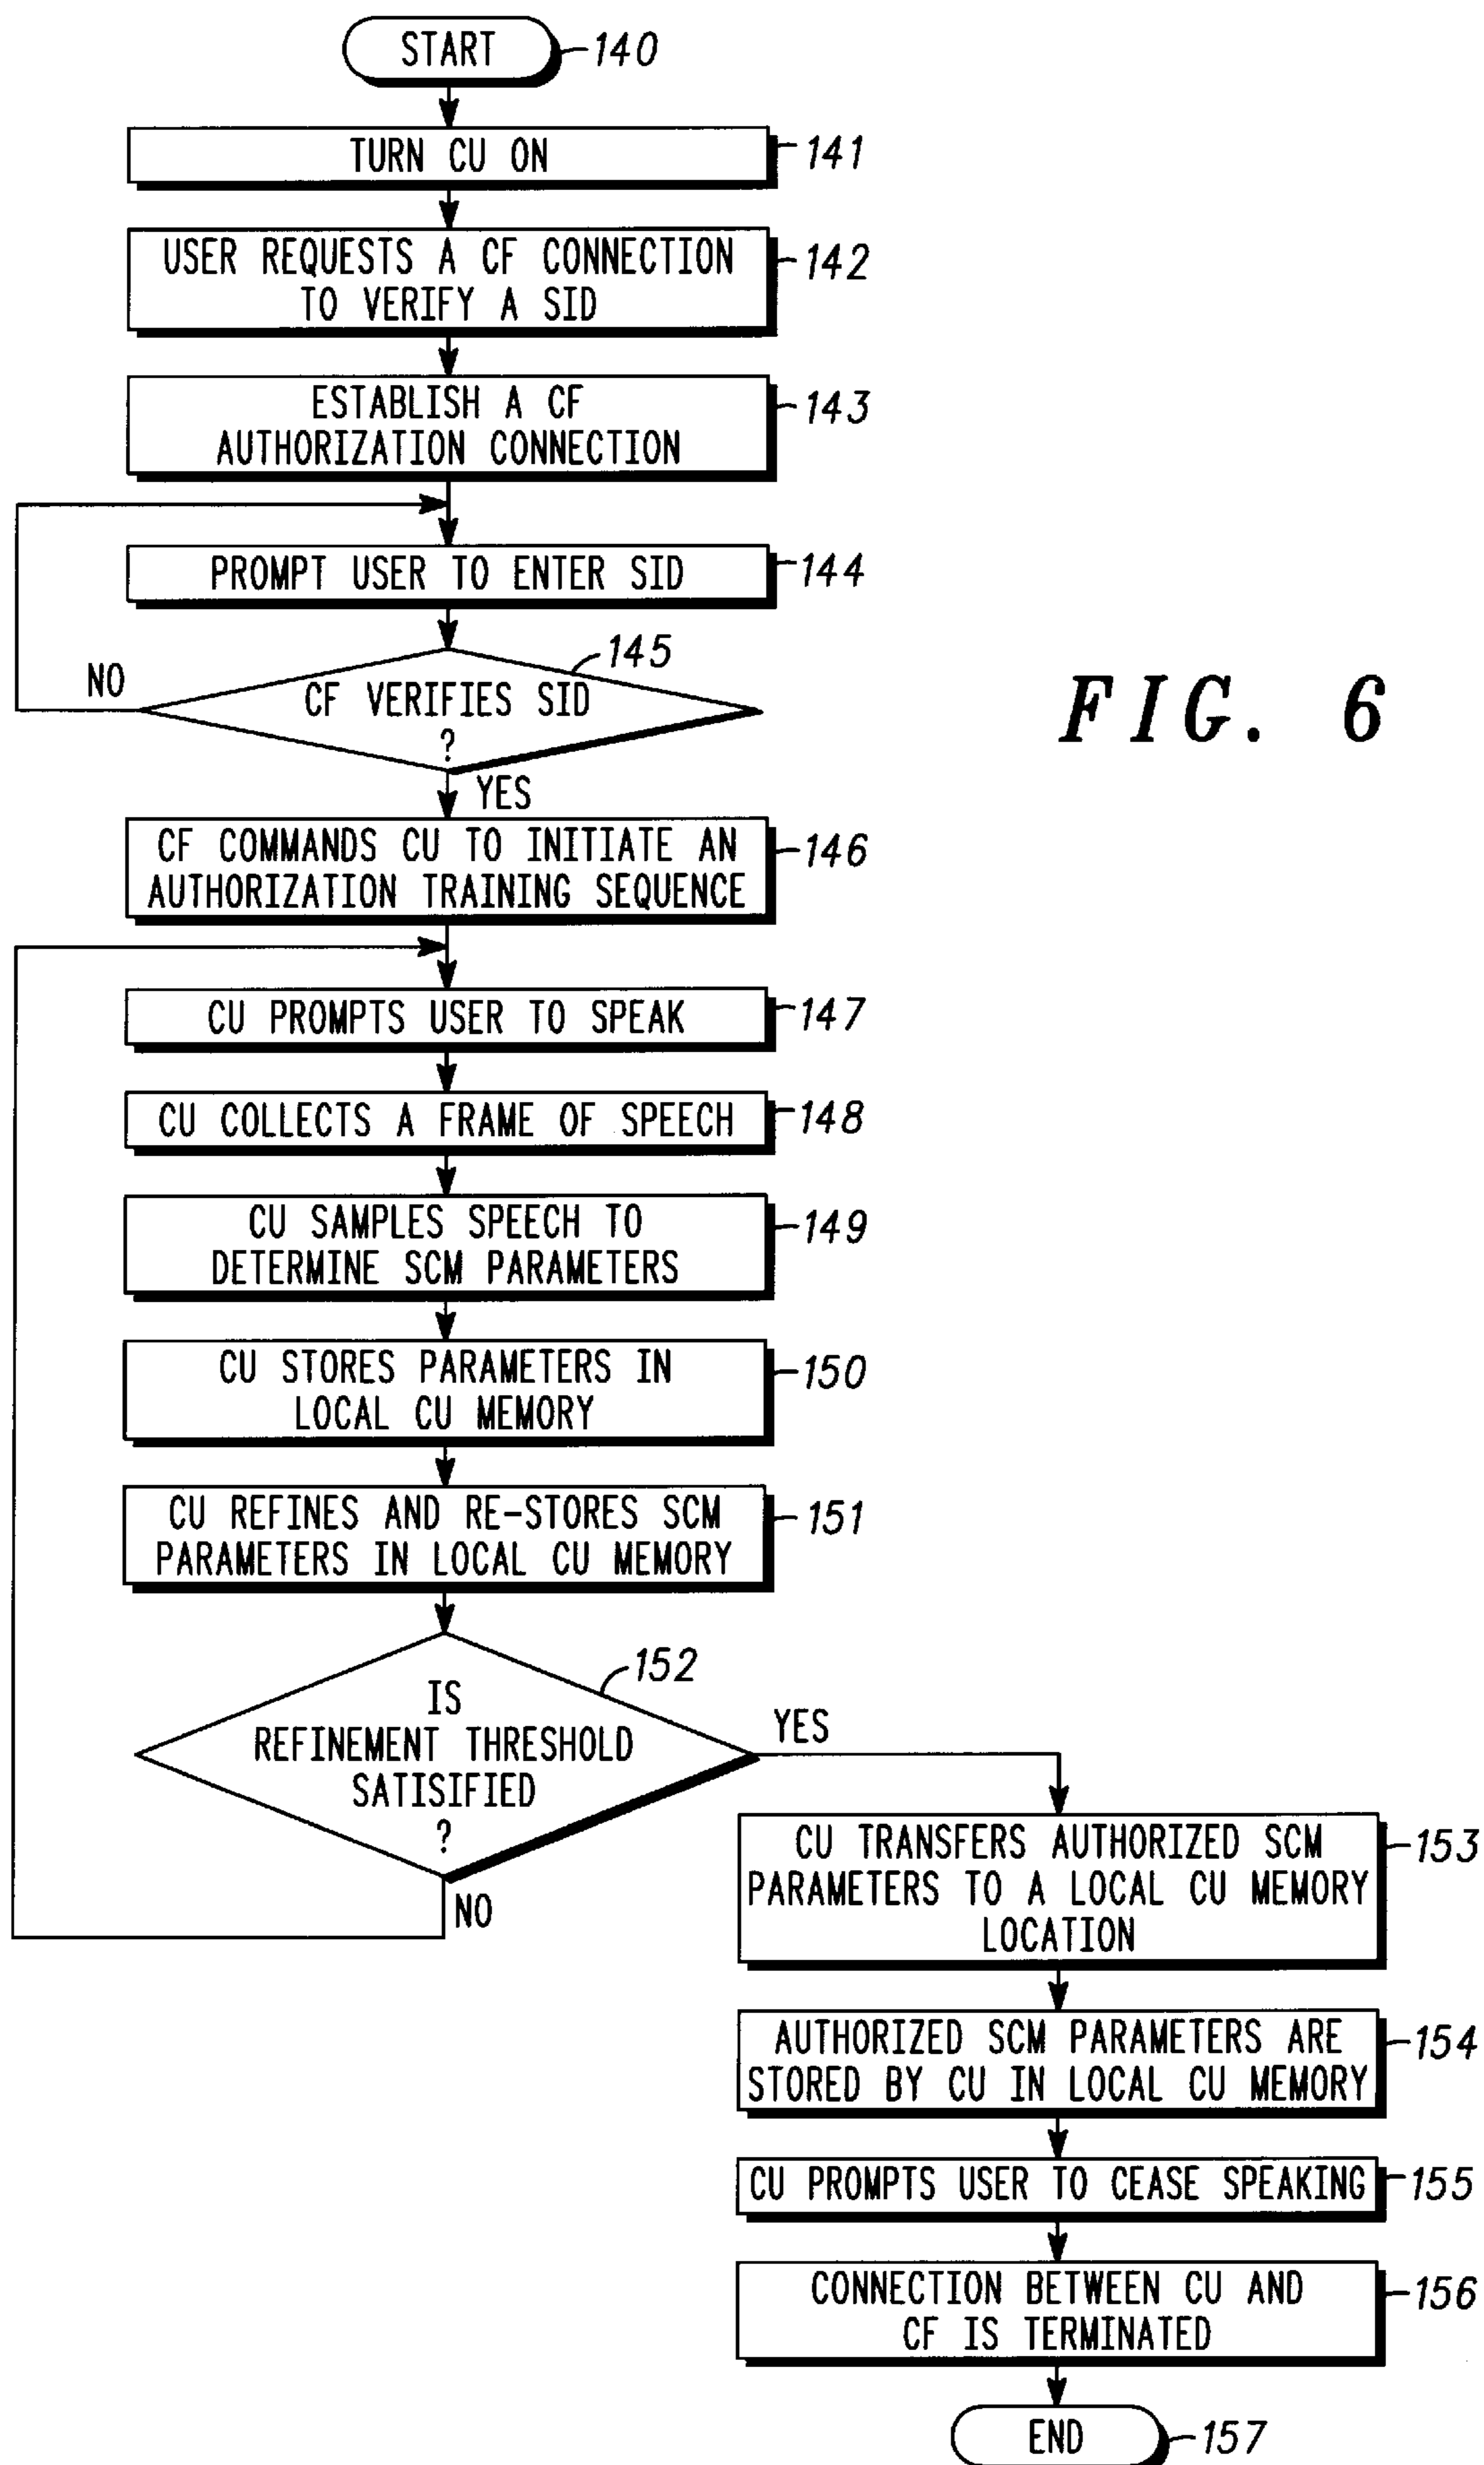 START
140
TURN CU ON
141
USER REQUESTS A CF CONNECTION
TO VERIFY A SID
142
ESTABLISH A CF
AUTHORIZATION CONNECTION
143
PROMPT USER TO ENTER SID
144
145
NO
CF VERIFIES SID
?
YES
FIG. 6
CF COMMANDS CU TO INITIATE AN
AUTHORIZATION TRAINING SEQUENCE
146
CU PROMPTS USER TO SPEAK
147
CU COLLECTS A FRAME OF SPEECH
148
CU SAMPLES SPEECH TO
DETERMINE SCM PARAMETERS
149
CU STORES PARAMETERS IN
LOCAL CU MEMORY
150
CU REFINES AND RE-STORES SCM
PARAMETERS IN LOCAL CU MEMORY
151
152
IS
REFINEMENT THRESHOLD
SATISIFIED
?
YES
NO
CU TRANSFERS AUTHORIZED SCM
PARAMETERS TO A LOCAL CU MEMORY
LOCATION
153
AUTHORIZED SCM PARAMETERS ARE
STORED BY CU IN LOCAL CU MEMORY
154
CU PROMPTS USER TO CEASE SPEAKING
155
CONNECTION BETWEEN CU AND
CF IS TERMINATED
156
END
157